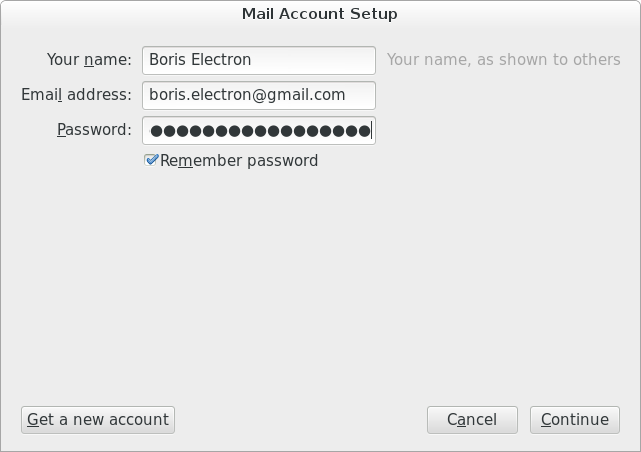 Mail Account Setup
Your name: Boris Electron Your name, as shown to others
Email address: boris.electron@gmail.com
Password: ●●●●●●●●●●●●●●●●●
Remember password
Get a new account Cancel Continue